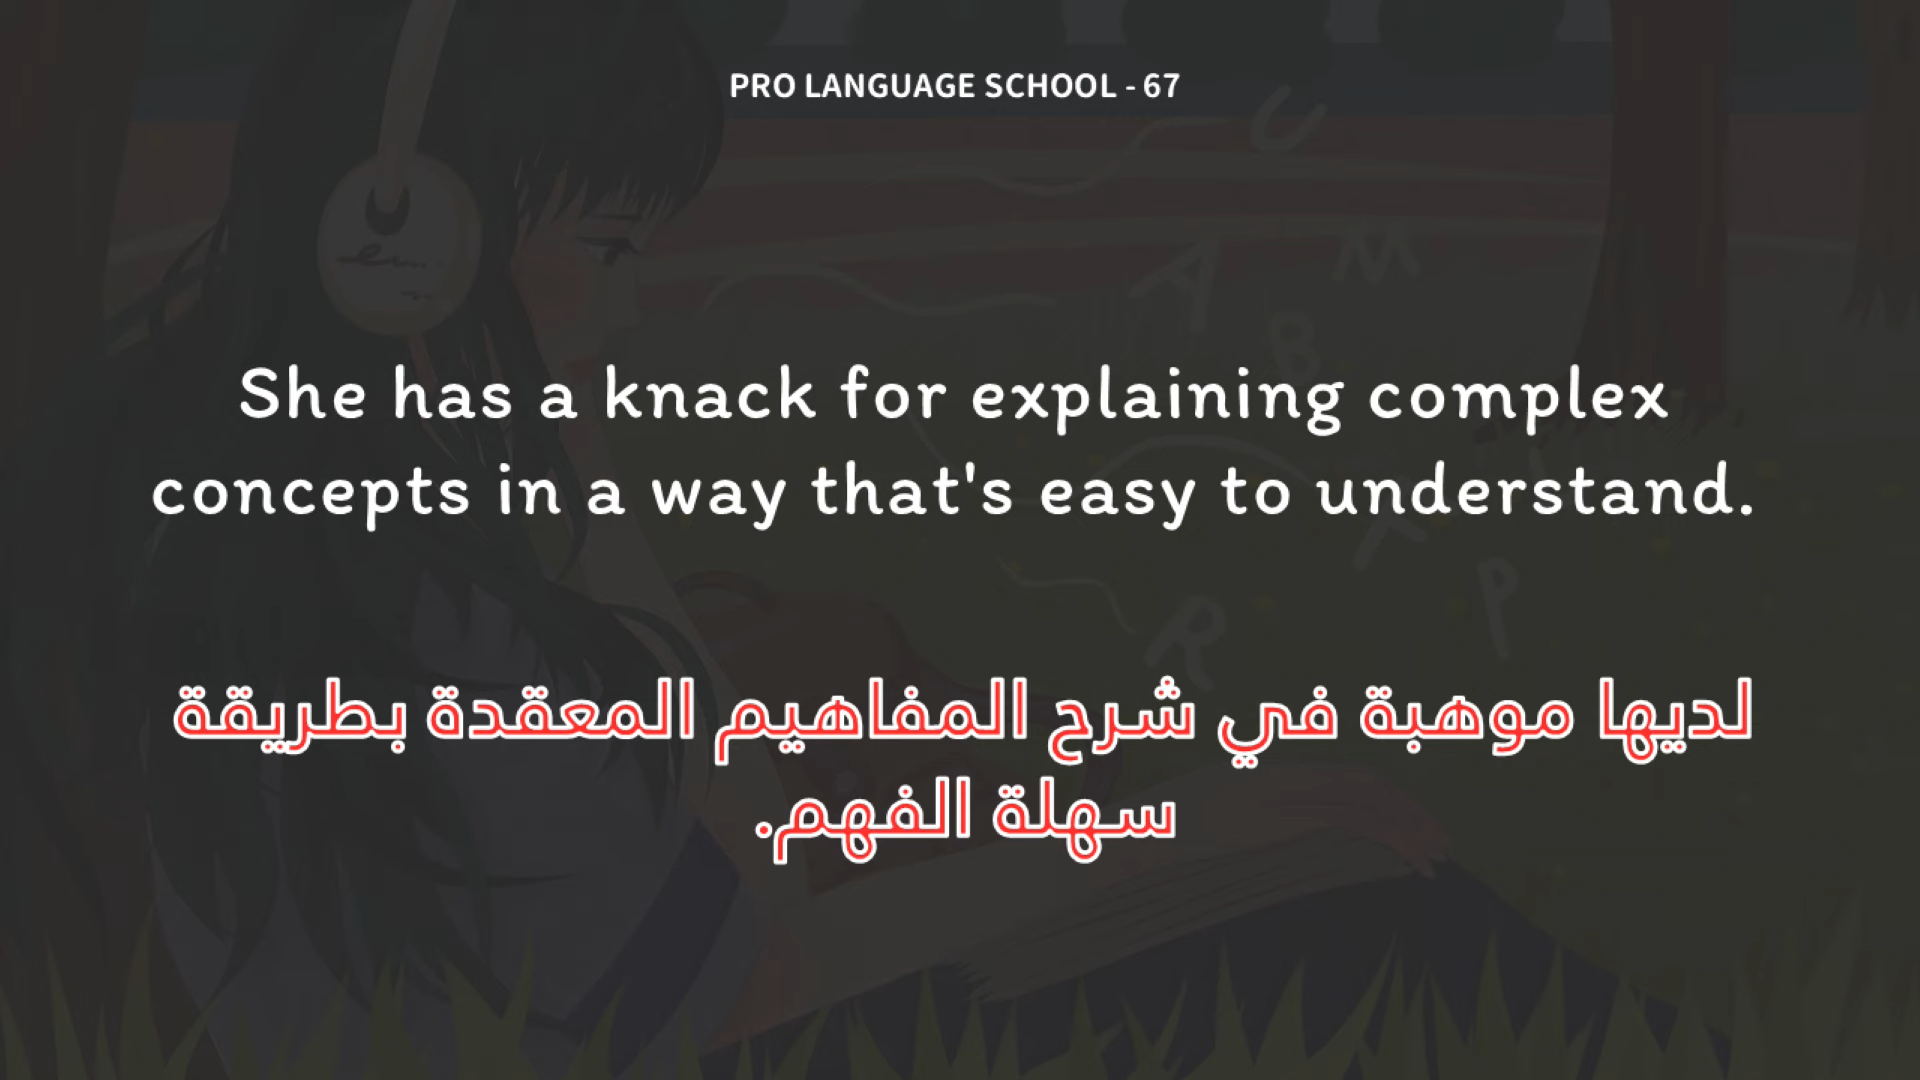 PRO LANGUAGE SCHOOL - 67
She has a knack for explaining complex
concepts in a way that's easy to understand.
لديها موهبة في شرح المفاهيم المعقدة بطريقة
سهلة الفهم.
C
A M
B
T
P
R